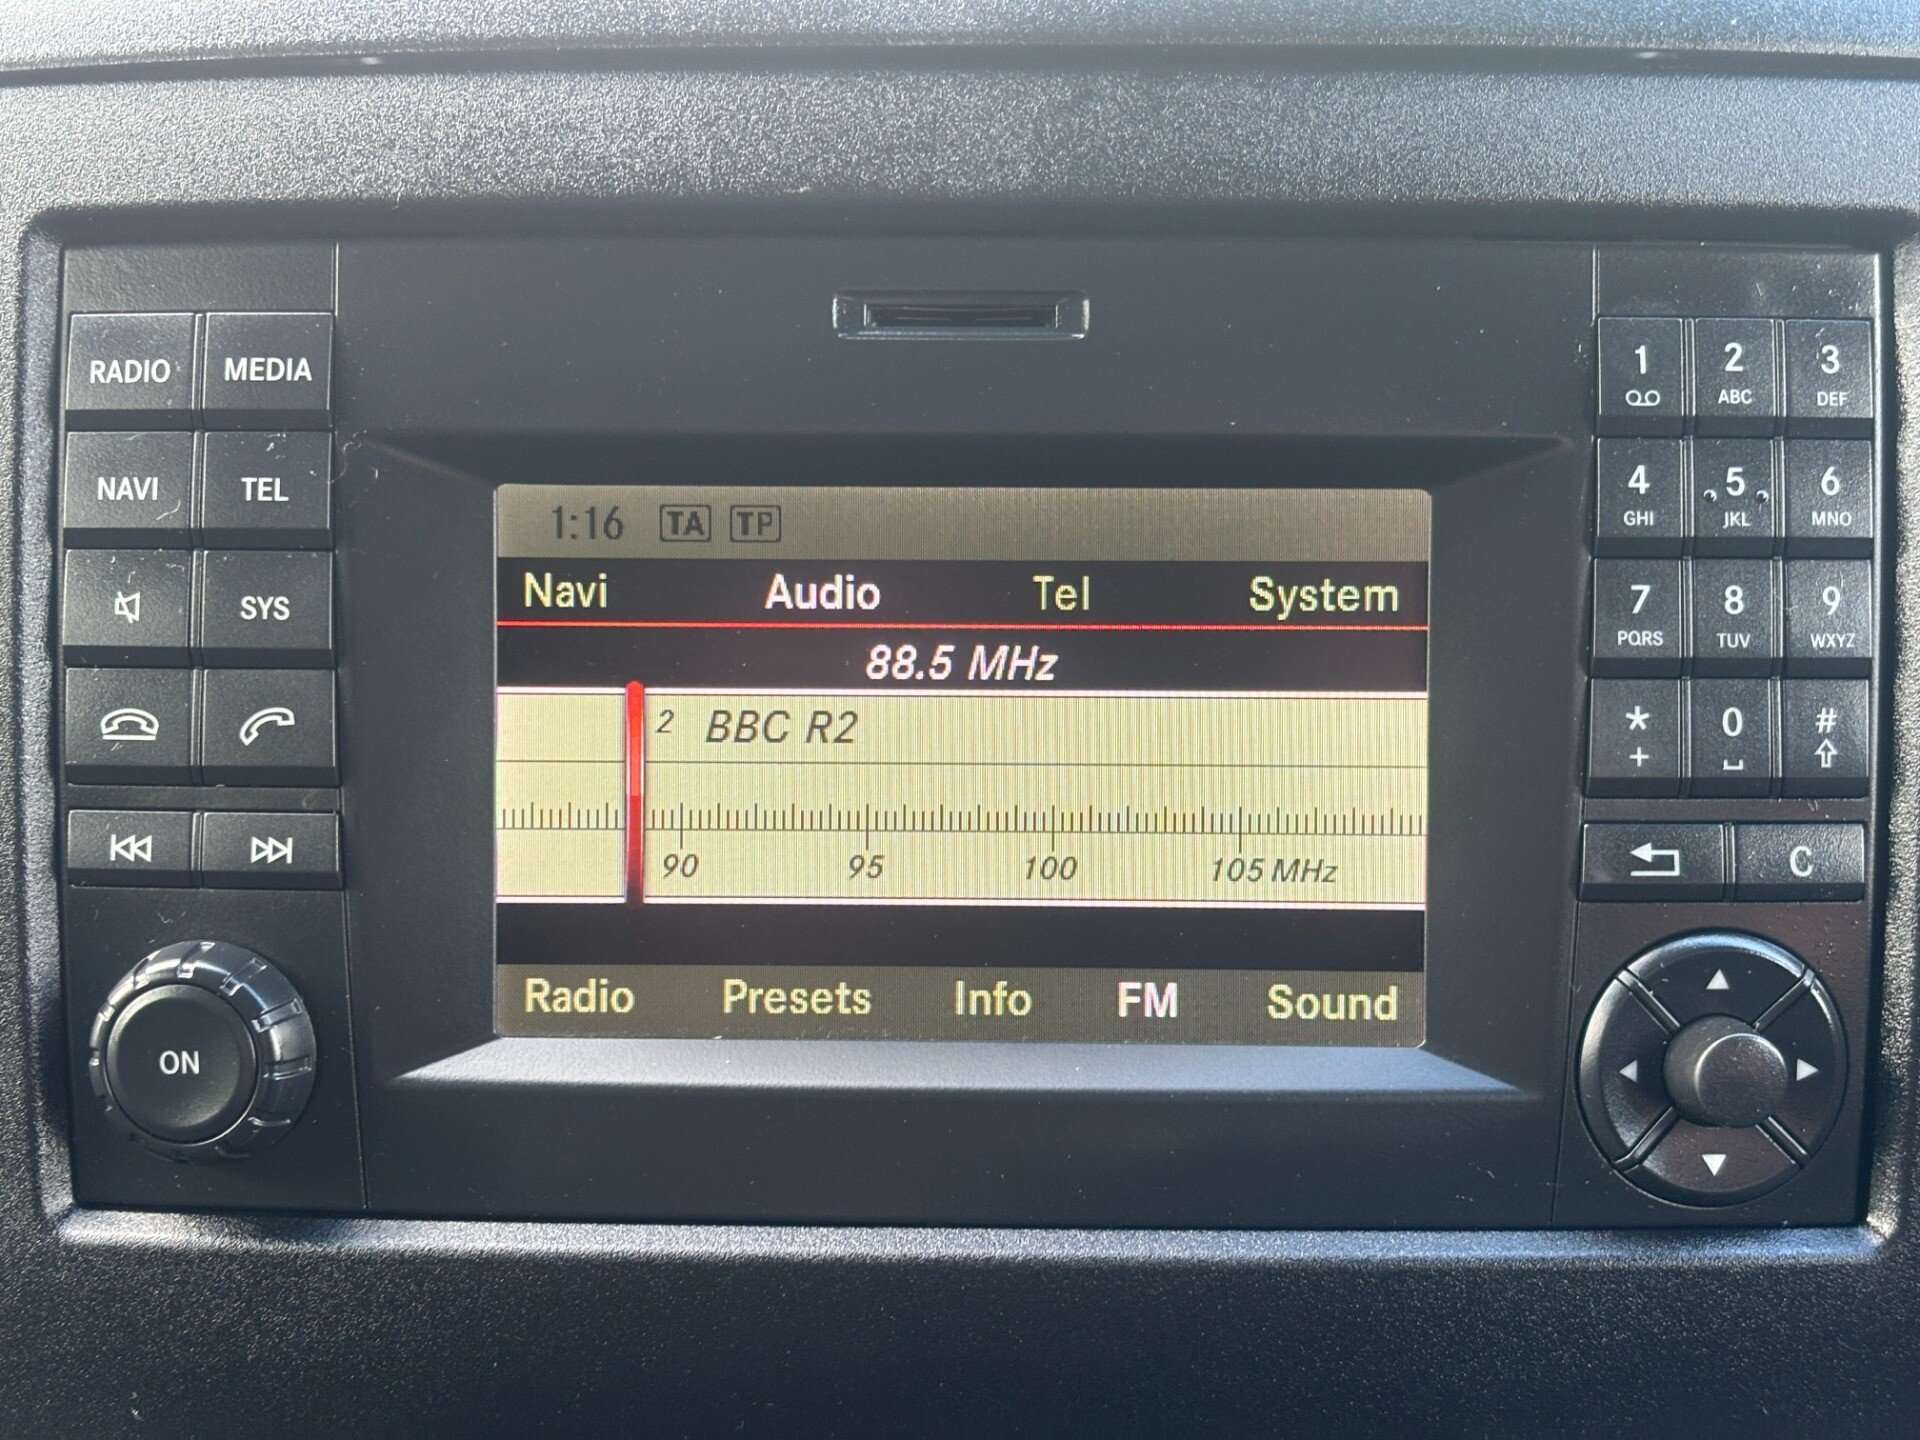 RADIO MEDIA
NAVI TEL
SYS
ON
1:16 TA TP
Navi Audio Tel System
88.5 MHz
2 BBC R2
90 95 100 105 MHz
Radio Presets Info FM Sound
1 2 3
ABC DEF
4 5 6
GHI JKL MNO
7 8 9
PQRS TUV WXYZ
* 0 #
+
C